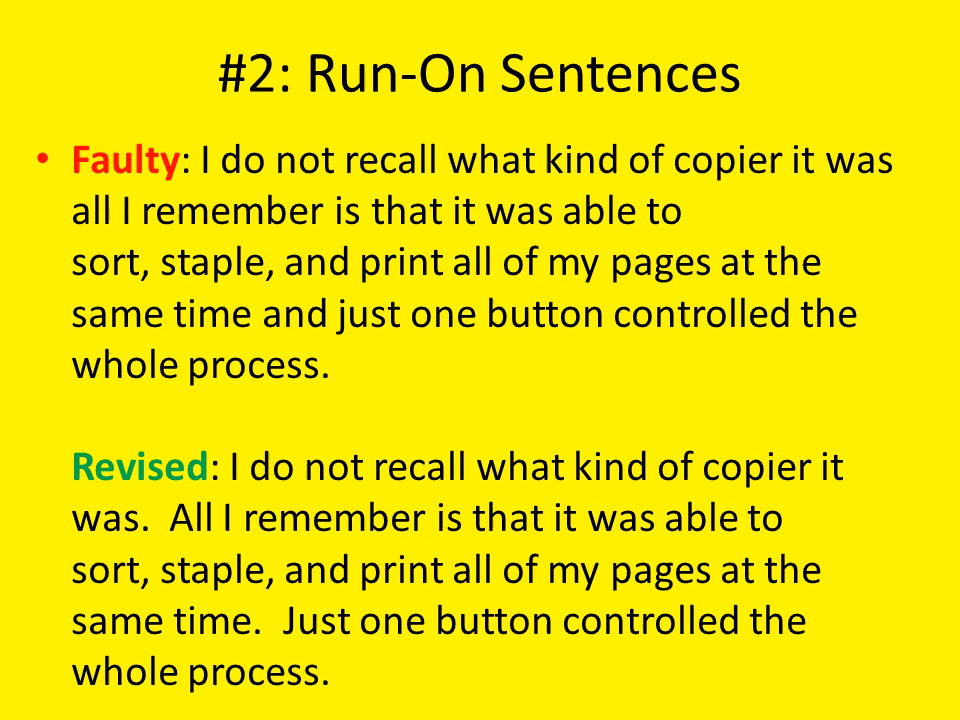 #2: Run-On Sentences
• Faulty: I do not recall what kind of copier it was
all I remember is that it was able to
sort, staple, and print all of my pages at the
same time and just one button controlled the
whole process.
Revised: I do not recall what kind of copier it
was.  All I remember is that it was able to
sort, staple, and print all of my pages at the
same time.  Just one button controlled the
whole process.